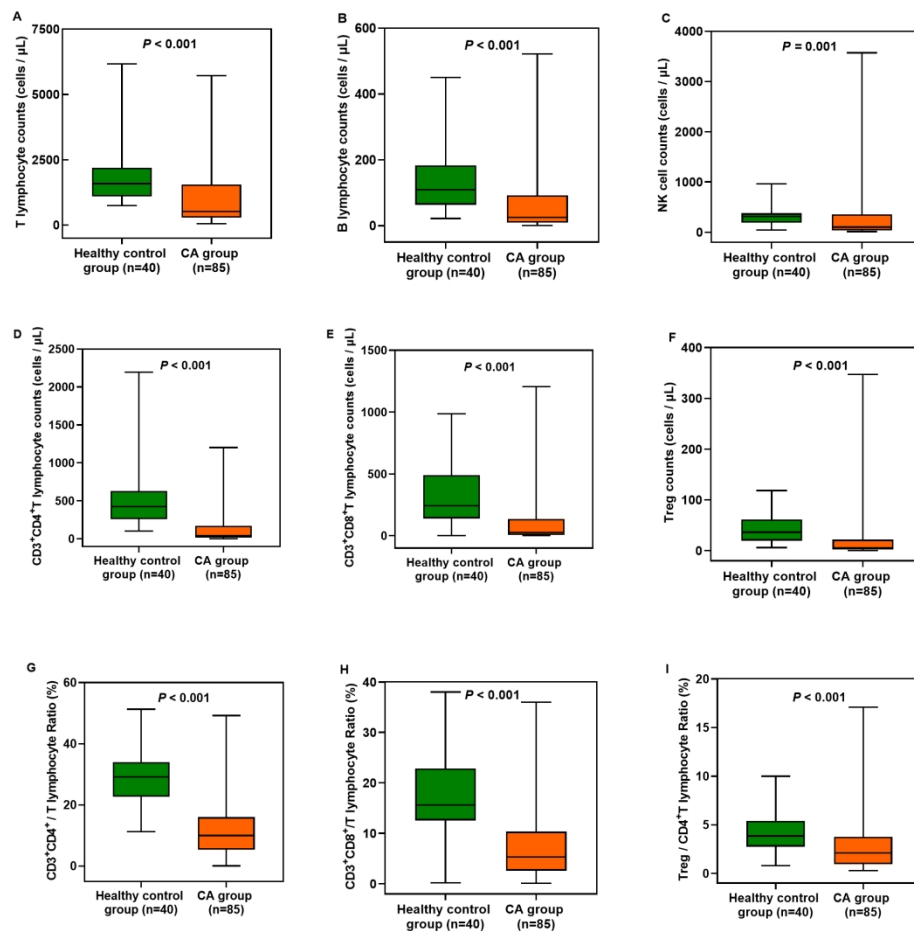 A
T lymphocyte counts (cells / μL)
7500
5000
2500
0
P < 0.001
Healthy control
group (n=40)
CA group
(n=85)
B
B lymphocyte counts (cells / μL)
600
400
200
0
P < 0.001
Healthy control
group (n=40)
CA group
(n=85)
C
NK cell counts (cells / μL)
4000
3000
2000
1000
0
P = 0.001
Healthy control
group (n=40)
CA group
(n=85)
D
CD3⁺CD4⁺T lymphocyte counts (cells / μL)
2500
2000
1500
1000
500
0
P < 0.001
Healthy control
group (n=40)
CA group
(n=85)
E
CD3⁺CD8⁺T lymphocyte counts (cells / μL)
1500
1000
500
0
P < 0.001
Healthy control
group (n=40)
CA group
(n=85)
F
Treg counts (cells / μL)
400
300
200
100
0
P < 0.001
Healthy control
group (n=40)
CA group
(n=85)
G
CD3⁺CD4⁺/ T lymphocyte Ratio (%)
60
40
20
0
P < 0.001
Healthy control
group (n=40)
CA group
(n=85)
H
CD3⁺CD8⁺/T lymphocyte Ratio (%)
40
30
20
10
0
P < 0.001
Healthy control
group (n=40)
CA group
(n=85)
I
Treg / CD4⁺T lymphocyte Ratio (%)
20
15
10
5
0
P < 0.001
Healthy control
group (n=40)
CA group
(n=85)